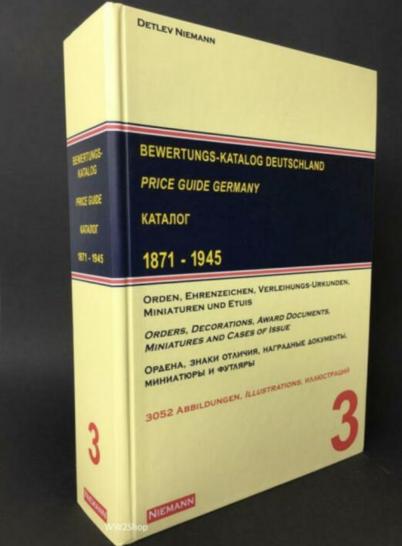 DETLEV NIEMANN
BEWERTUNGS-KATALOG DEUTSCHLAND
PRICE GUIDE GERMANY
КАТАЛОГ
1871 - 1945
ORDEN, EHRENZEICHEN, VERLEIHUNGS-URKUNDEN,
MINIATUREN UND ETUIS
ORDERS, DECORATIONS, AWARD DOCUMENTS,
MINIATURES AND CASES OF ISSUE
ОРДЕНА, ЗНАКИ ОТЛИЧИЯ, НАГРАДНЫЕ ДОКУМЕНТЫ,
МИНИАТЮРЫ И ФУТЛЯРЫ
3052 ABBILDUNGEN, ILLUSTRATIONS, ИЛЛЮСТРАЦИЙ
3
NIEMANN
BEWERTUNGS-
KATALOG
PRICE GUIDE
КАТАЛОГ
1871 - 1945
3
NIEMANN
WW2Shop